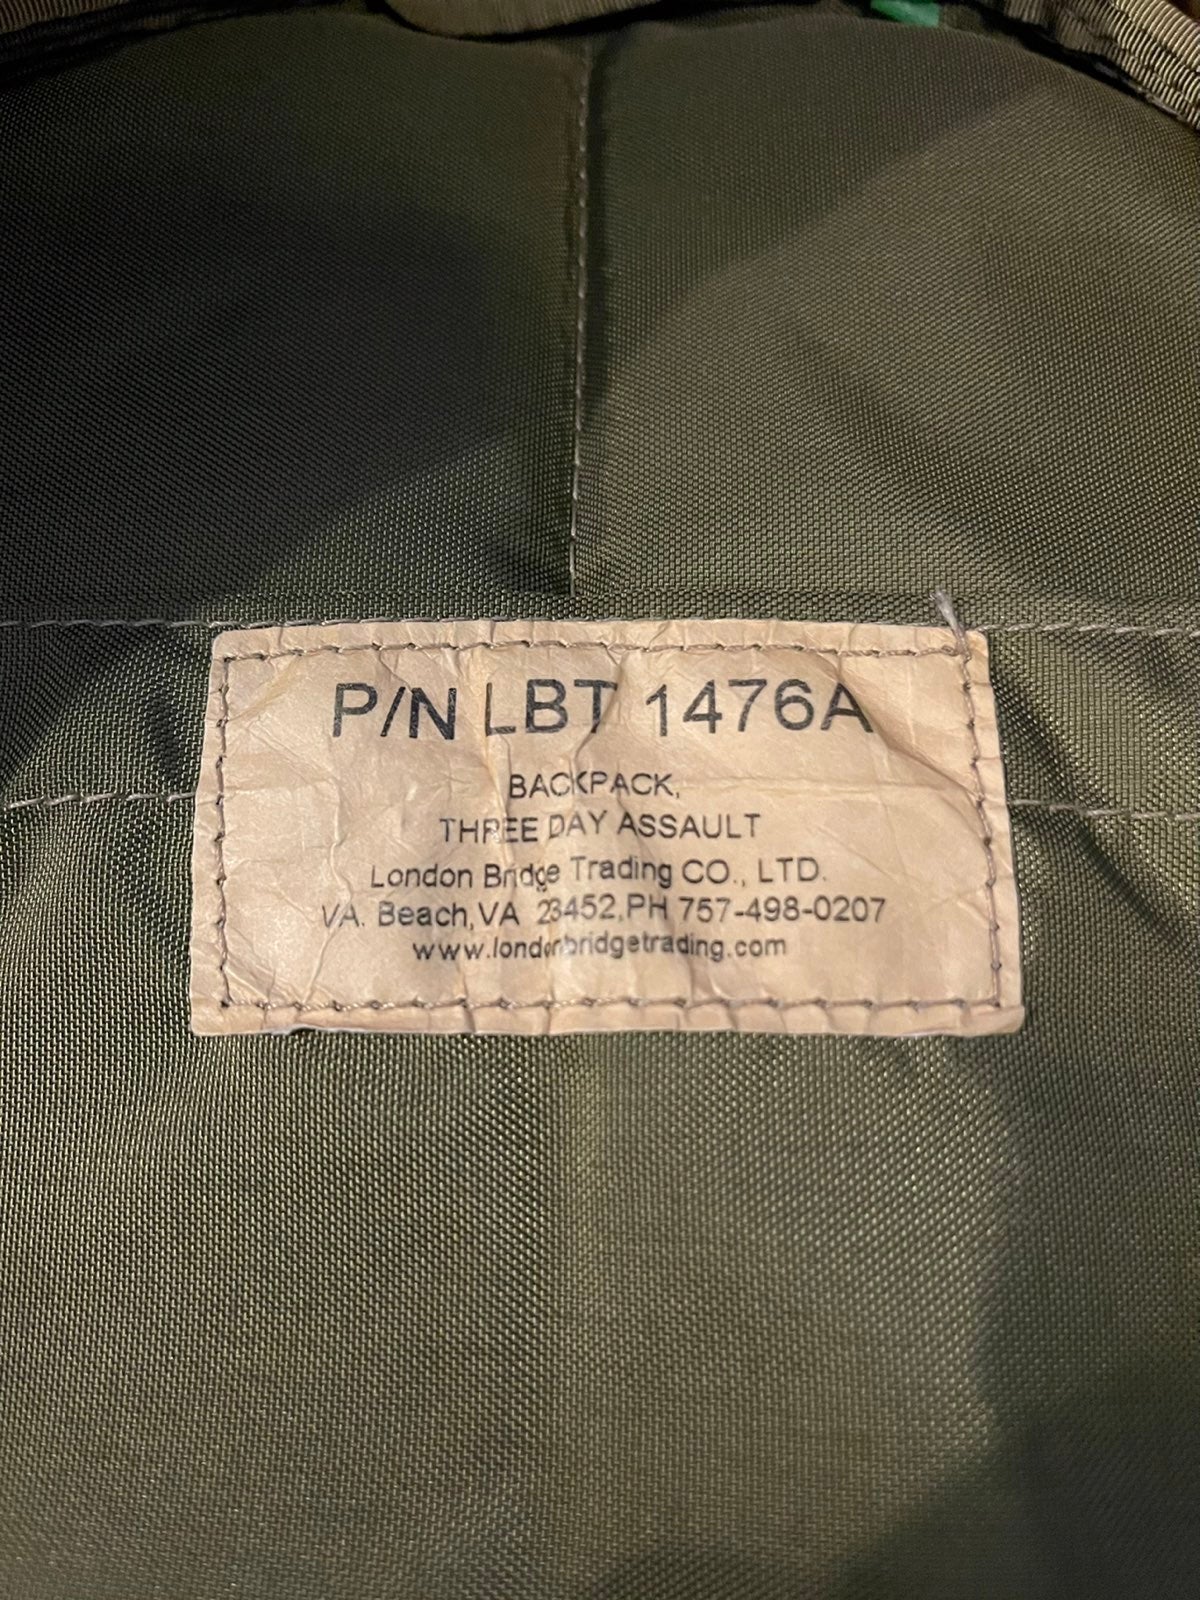 P/N LBT 1476A
BACKPACK,
THREE DAY ASSAULT
London Bridge Trading CO., LTD.
VA. Beach,VA 23452,PH 757-498-0207
www.londonbridgetrading.com